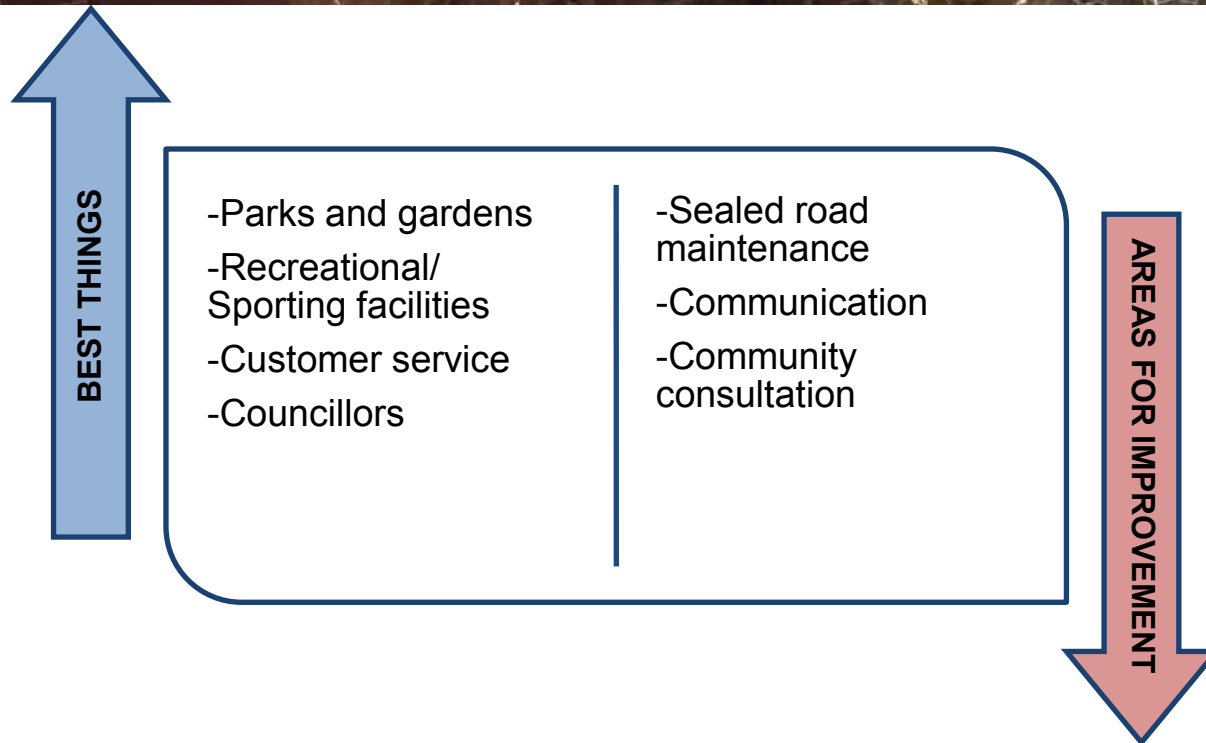 BEST THINGS
-Parks and gardens
-Recreational/
Sporting facilities
-Customer service
-Councillors
-Sealed road
maintenance
-Communication
-Community
consultation
AREAS FOR IMPROVEMENT